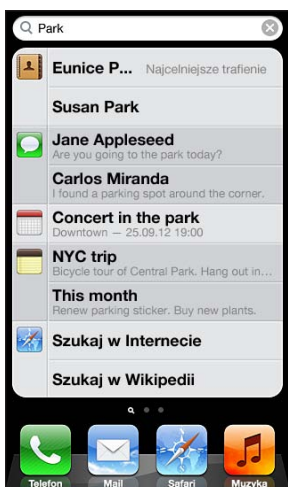 Park
Eunice P... Najcelniejsze trafienie
Susan Park
Jane Appleseed
Are you going to the park today?
Carlos Miranda
I found a parking spot around the corner.
Concert in the park
Downtown — 25.09.12 19:00
NYC trip
Bicycle tour of Central Park. Hang out in...
This month
Renew parking sticker. Buy new plants.
Szukaj w Internecie
Szukaj w Wikipedii
Telefon Mail Safari Muzyka